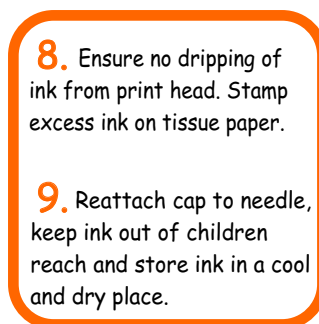 8. Ensure no dripping of
ink from print head. Stamp
excess ink on tissue paper.
9. Reattach cap to needle,
keep ink out of children
reach and store ink in a cool
and dry place.